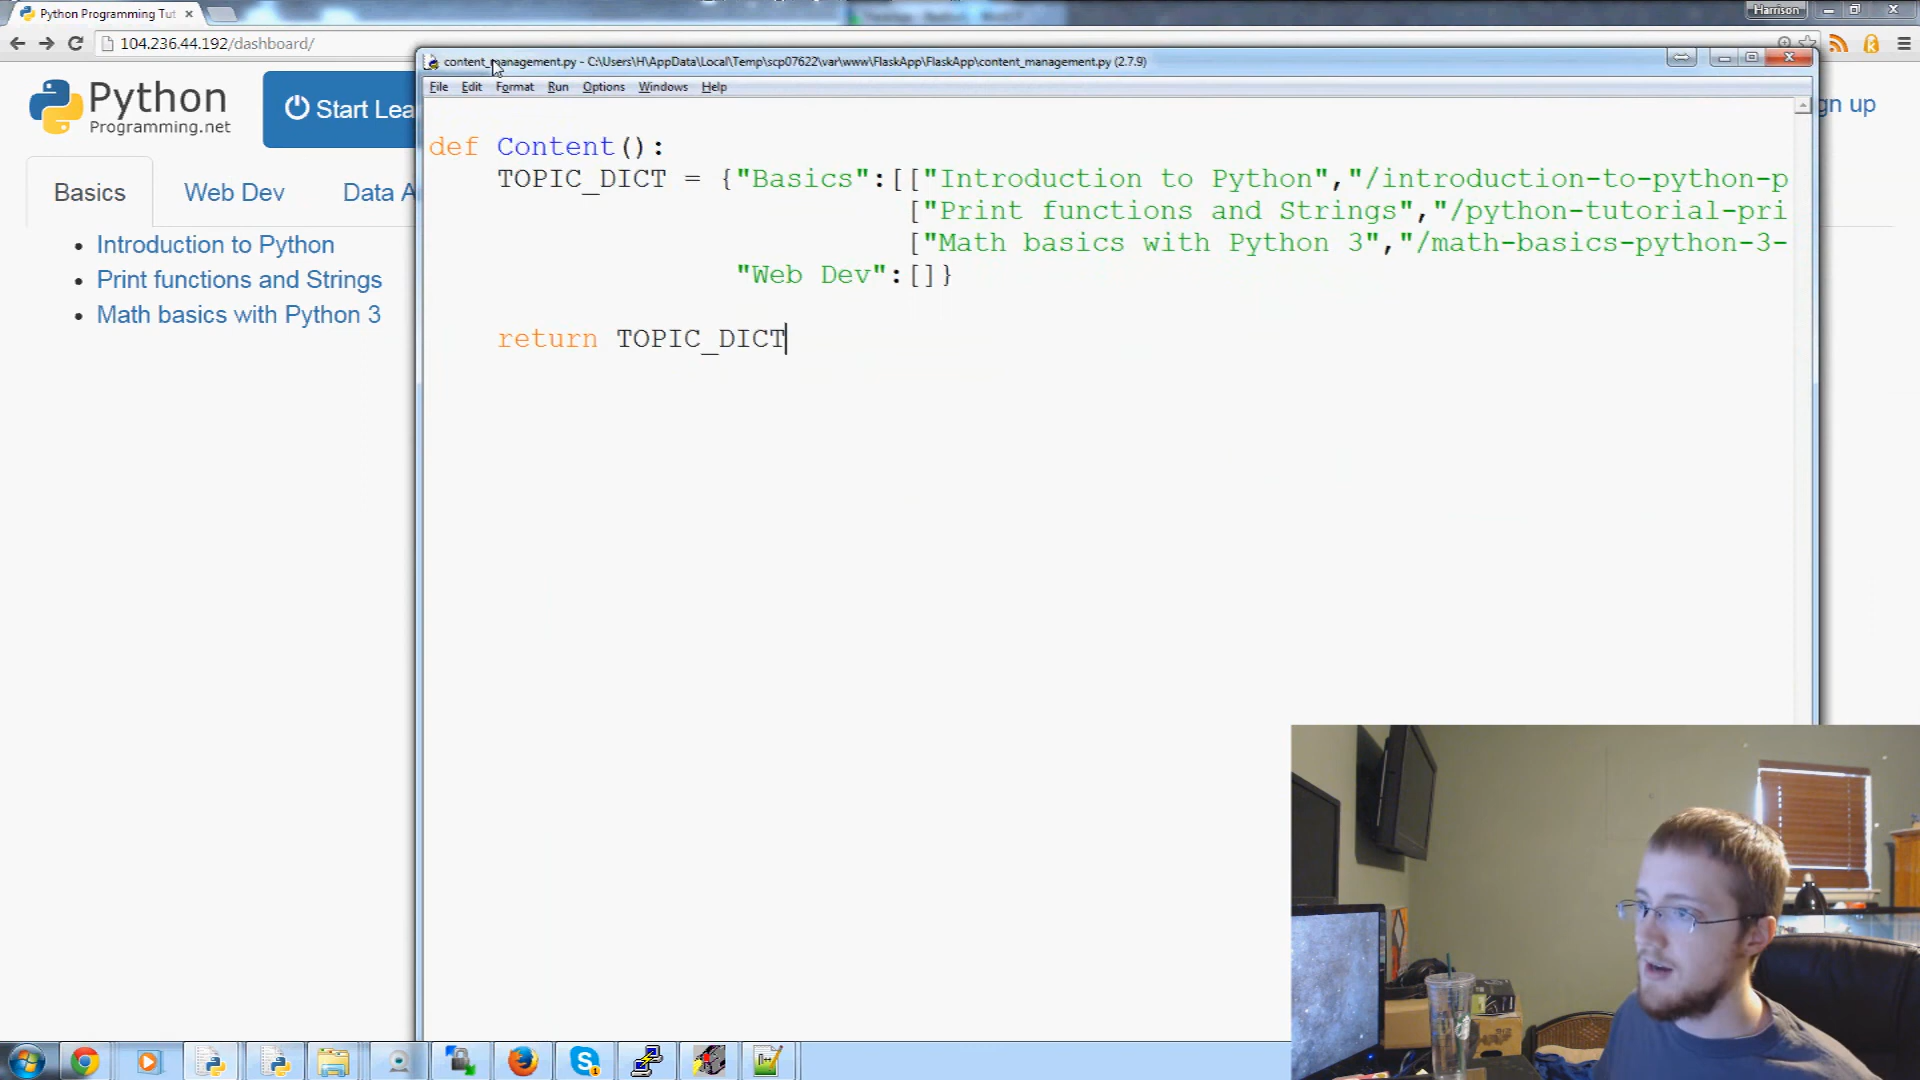 Python Programming Tut
Harrison
104.236.44.192/dashboard/
content_management.py - C:\Users\H\AppData\Local\Temp\scp07622\var\www\FlaskApp\FlaskApp\content_management.py (2.7.9)
File Edit Format Run Options Windows Help
Python
Programming.net
Start Lea
gn up
Basics
Web Dev
Data A
Introduction to Python
Print functions and Strings
Math basics with Python 3
def Content():
TOPIC_DICT = {"Basics":[["Introduction to Python","/introduction-to-python-p
["Print functions and Strings","/python-tutorial-pri
["Math basics with Python 3","/math-basics-python-3-
"Web Dev":[]}
return TOPIC_DICT